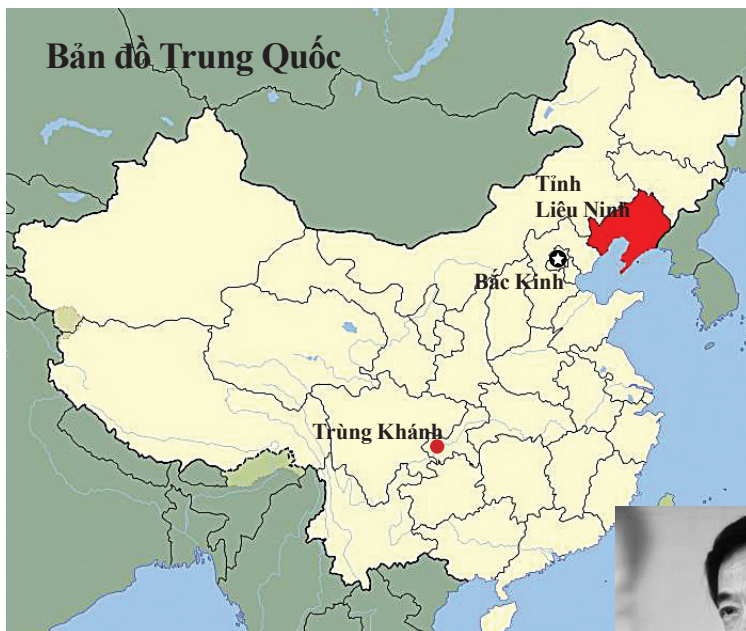 Bản đồ Trung Quốc
Tỉnh
Liêu Ninh
Bắc Kinh
Trùng Khánh